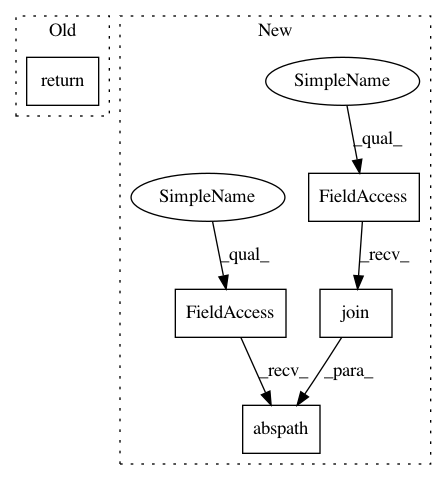 Old
New
return
SimpleName
_qual_
SimpleName
FieldAccess
_qual_
_recv_
FieldAccess
join
_recv_
_para_
abspath